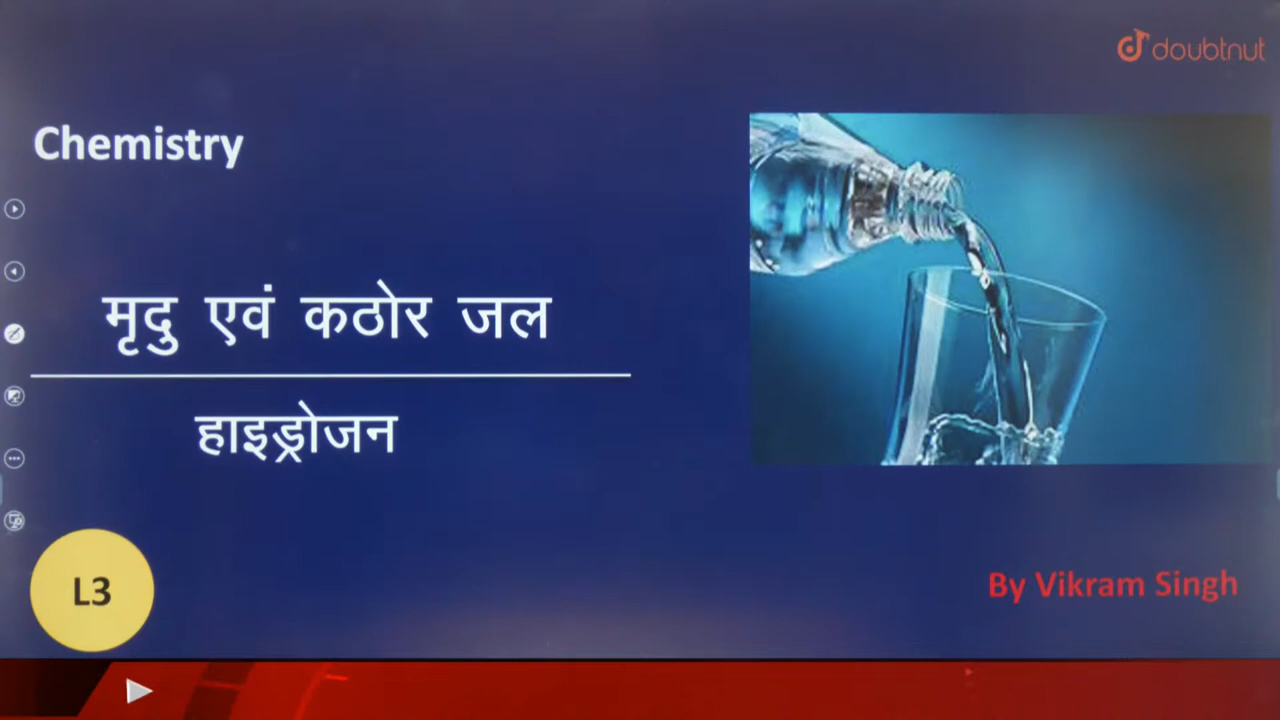 doubtnut
Chemistry
मृदु एवं कठोर जल
हाइड्रोजन
L3
By Vikram Singh